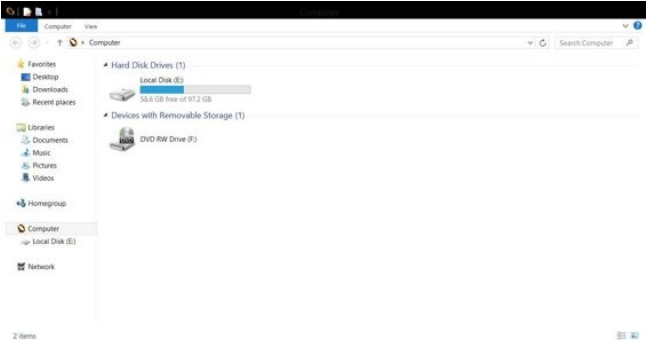 Computer
File Computer View
Computer
Search Computer
Favorites
Desktop
Downloads
Recent places
Libraries
Documents
Music
Pictures
Videos
Homegroup
Computer
Local Disk (E:)
Network
Hard Disk Drives (1)
Local Disk (E:)
58.6 GB free of 97.2 GB
Devices with Removable Storage (1)
DVD RW Drive (F:)
2 items